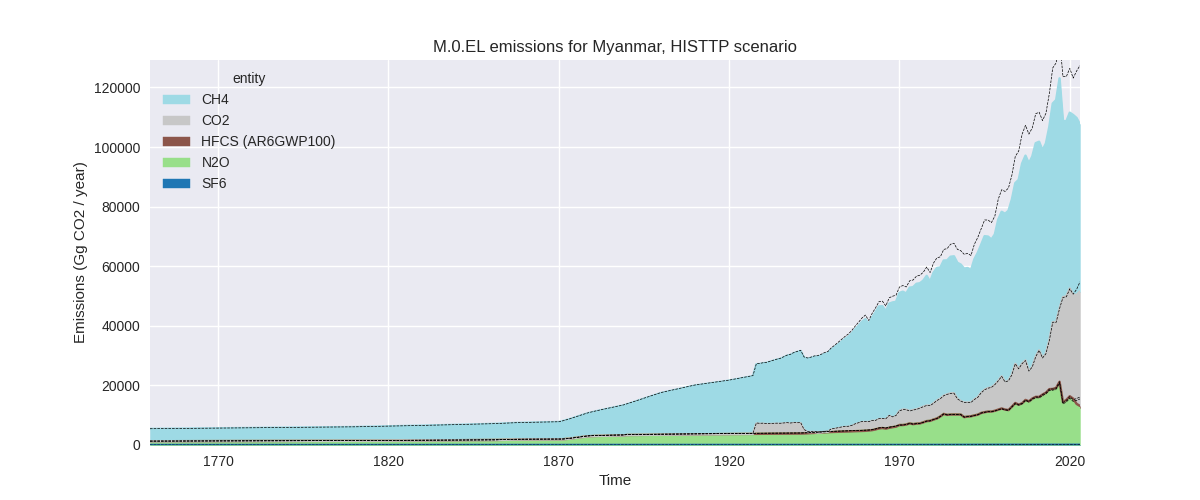 M.0.EL emissions for Myanmar, HISTTP scenario
Emissions (Gg CO2 / year)
120000
100000
80000
60000
40000
20000
0
entity
CH4
CO2
HFCS (AR6GWP100)
N2O
SF6
1770
1820
1870
1920
1970
2020
Time